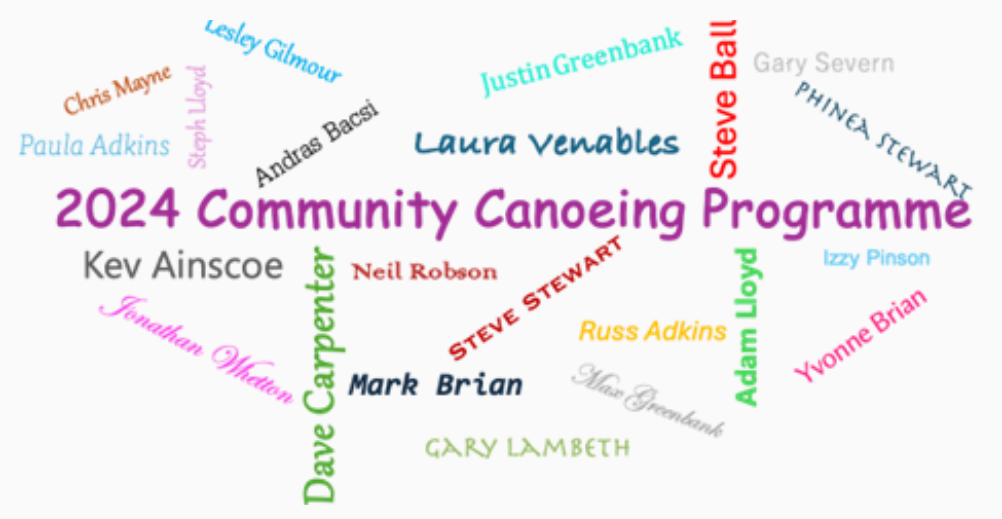 Lesley Gilmour
Justin Greenbank
Steve Ball
Gary Severn
Chris Mayne
Steph Lloyd
Paula Adkins
Andras Bacsi
Laura Venables
PHINEA STEWART
2024 Community Canoeing Programme
Kev Ainscoe
Dave Carpenter
Neil Robson
STEVE STEWART
Adam Lloyd
Izzy Pinson
Jonathan Whetton
Russ Adkins
Yvonne Brian
Mark Brian
Max Greenbank
GARY LAMBETH